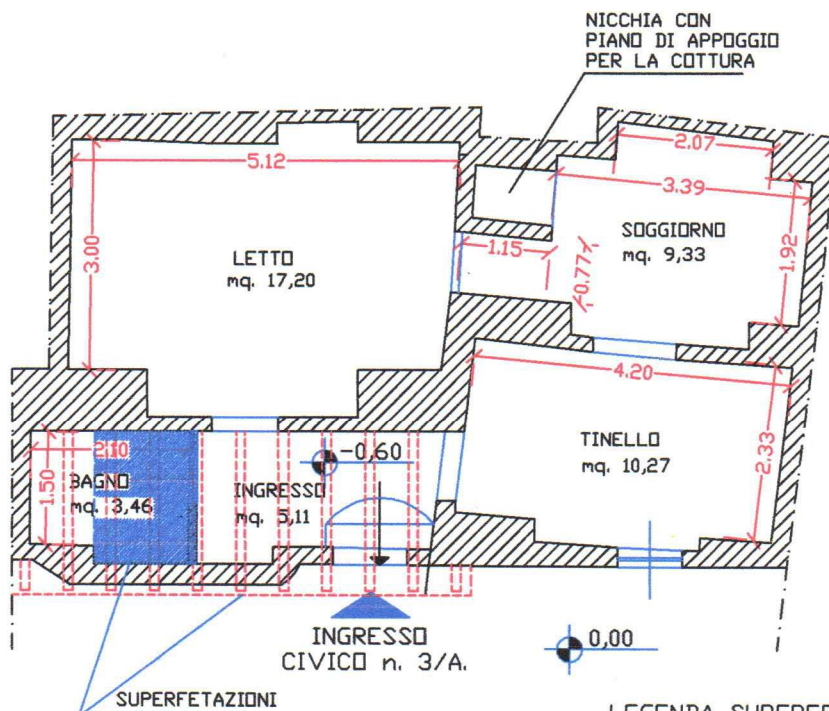 NICCHIA CON
PIANO DI APPOGGIO
PER LA COTTURA
2.07
5.12
3.39
3.00
LETTO
mq. 17,20
SOGGIORNO
mq. 9,33
1.15
0.77
1.92
4.20
TINELLO
mq. 10,27
2.33
2.10
-0,60
1.50
BAGNO
mq. 3,46
INGRESSO
mq. 5,11
INGRESSO
CIVICO n. 3/A.
0,00
SUPERFETAZIONI